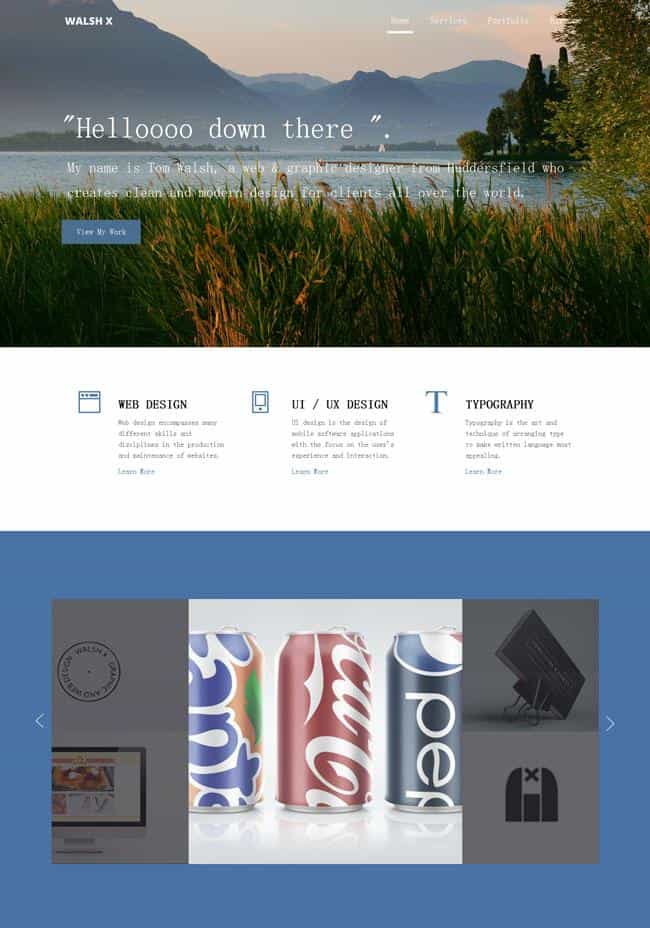 WALSH X
Home Services Portfolio
"Helloooo down there ".
My name is Tom Walsh, a web & graphic designer from Huddersfield who
creates clean and modern design for clients all over the world.
View My Work
WEB DESIGN
Web design encompasses many
different skills and
disciplines in the production
and maintenance of websites.
Learn More
UI / UX DESIGN
UI design is the design of
mobile software applications
with the focus on the user's
experience and interaction.
Learn More
TYPOGRAPHY
Typography is the art and
technique of arranging type
to make written language most
appealing.
Learn More
WALSH X · GRAPHIC AND WEB DESIGN ·
anta
Ca Co
pe